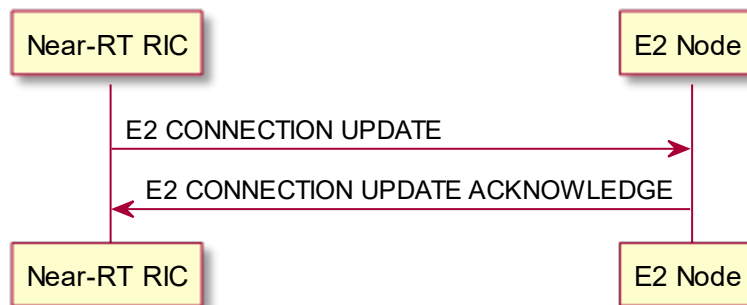 Near-RT RIC
E2 Node
E2 CONNECTION UPDATE
E2 CONNECTION UPDATE ACKNOWLEDGE
Near-RT RIC
E2 Node